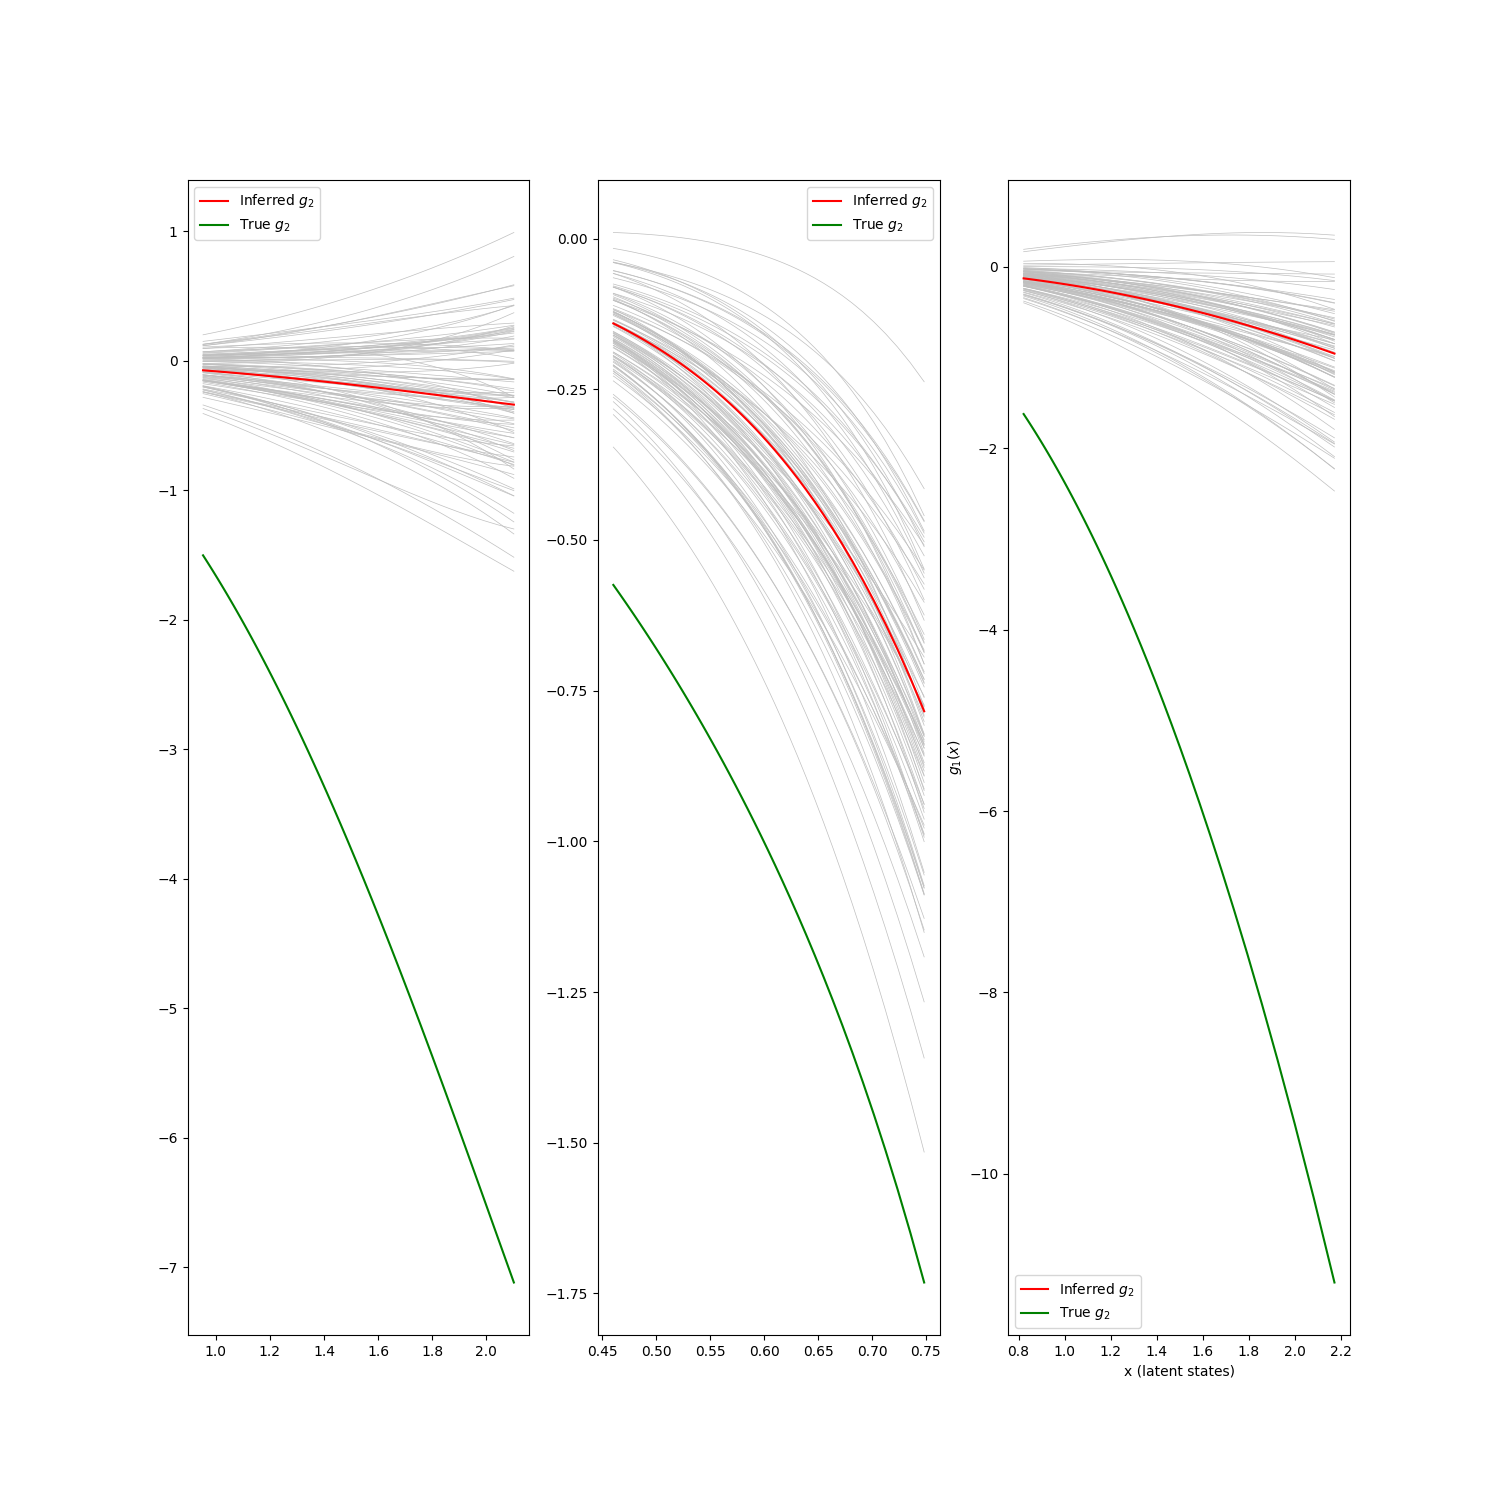 Inferred g₂
True g₂
1
0
−1
−2
−3
−4
−5
−6
−7
1.0 1.2 1.4 1.6 1.8 2.0
Inferred g₂
True g₂
0.00
−0.25
−0.50
−0.75
−1.00
−1.25
−1.50
−1.75
0.45 0.50 0.55 0.60 0.65 0.70 0.75
g₁(x)
0
−2
−4
−6
−8
−10
Inferred g₂
True g₂
0.8 1.0 1.2 1.4 1.6 1.8 2.0 2.2
x (latent states)